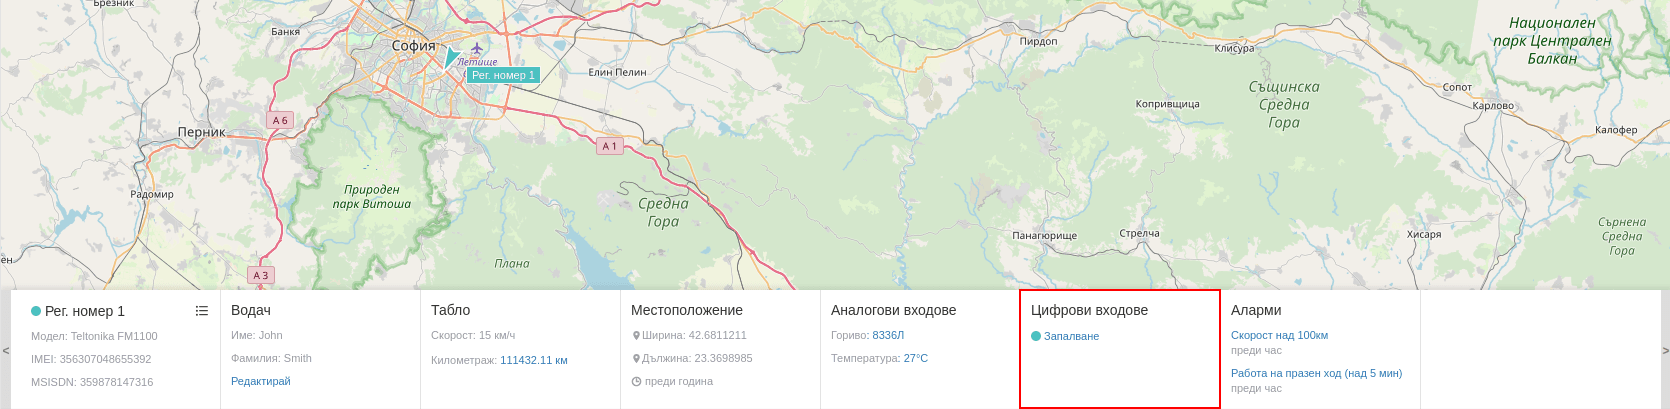 Брезник
Банкя
София
Летище
Рег. номер 1
Елин Пелин
Пирдоп
Клисура
Национален
парк Централен
Балкан
Сопот
Карлово
Копривщица
Същинска
Средна
Гора
Калофер
А 6
Перник
А 1
Радомир
Природен
парк Витоша
Средна
Гора
Панагюрище
Стрелча
Хисаря
Сърнена
Средна
Гора
ен
Плана
А 3
<
Рег. номер 1
Модел: Teltonika FM1100
IMEI: 356307048655392
MSISDN: 359878147316
Водач
Име: John
Фамилия: Smith
Редактирай
Табло
Скорост: 15 км/ч
Километраж: 111432.11 км
Местоположение
Ширина: 42.6811211
Дължина: 23.3698985
преди година
Аналогови входове
Гориво: 8336Л
Температура: 27°C
Цифрови входове
Запалване
Аларми
Скорост над 100км
преди час
Работа на празен ход (над 5 мин)
преди час
>